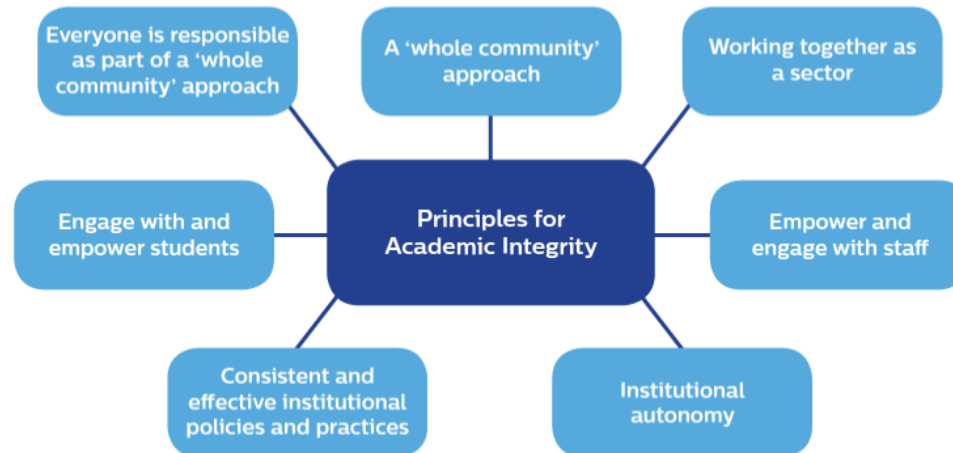 Everyone is responsible
as part of a ‘whole
community’ approach
A ‘whole community’
approach
Working together as
a sector
Engage with and
empower students
Principles for
Academic Integrity
Empower and
engage with staff
Consistent and
effective institutional
policies and practices
Institutional
autonomy